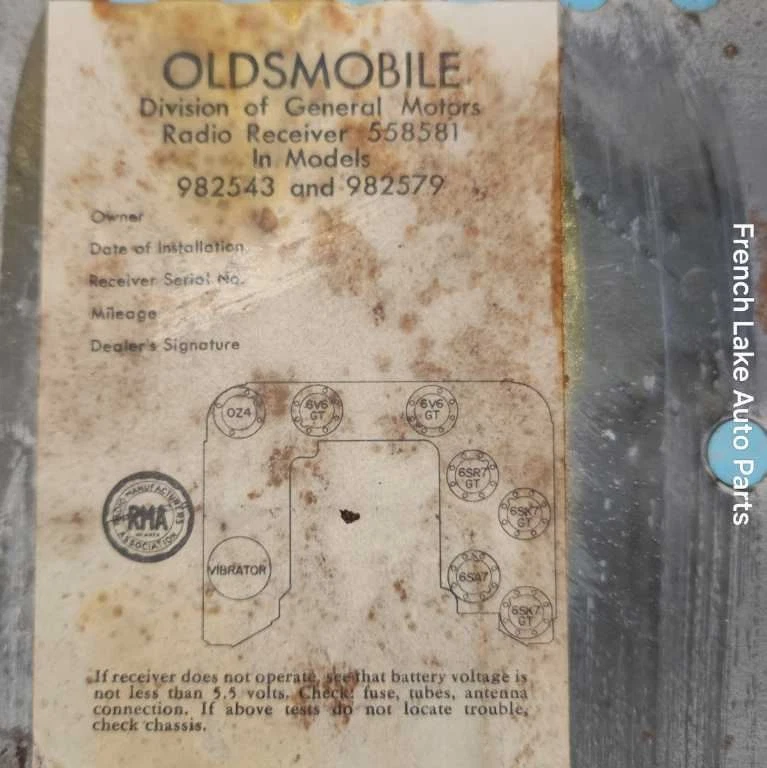 OLDSMOBILE
Division of General Motors
Radio Receiver 558581
In Models
982543 and 982579
Owner
Date of Installation
Receiver Serial No.
Mileage
Dealer's Signature
OZ4
6V6
GT
6V6
GT
6SR7
GT
6SK7
GT
RMA
MANUFACTURERS
ASSOCIATION
VIBRATOR
6SA7
6SK7
GT
If receiver does not operate, see that battery voltage is
not less than 5.5 volts. Check: fuse, tubes, antenna
connection. If above tests do not locate trouble,
check chassis.
French Lake Auto Parts